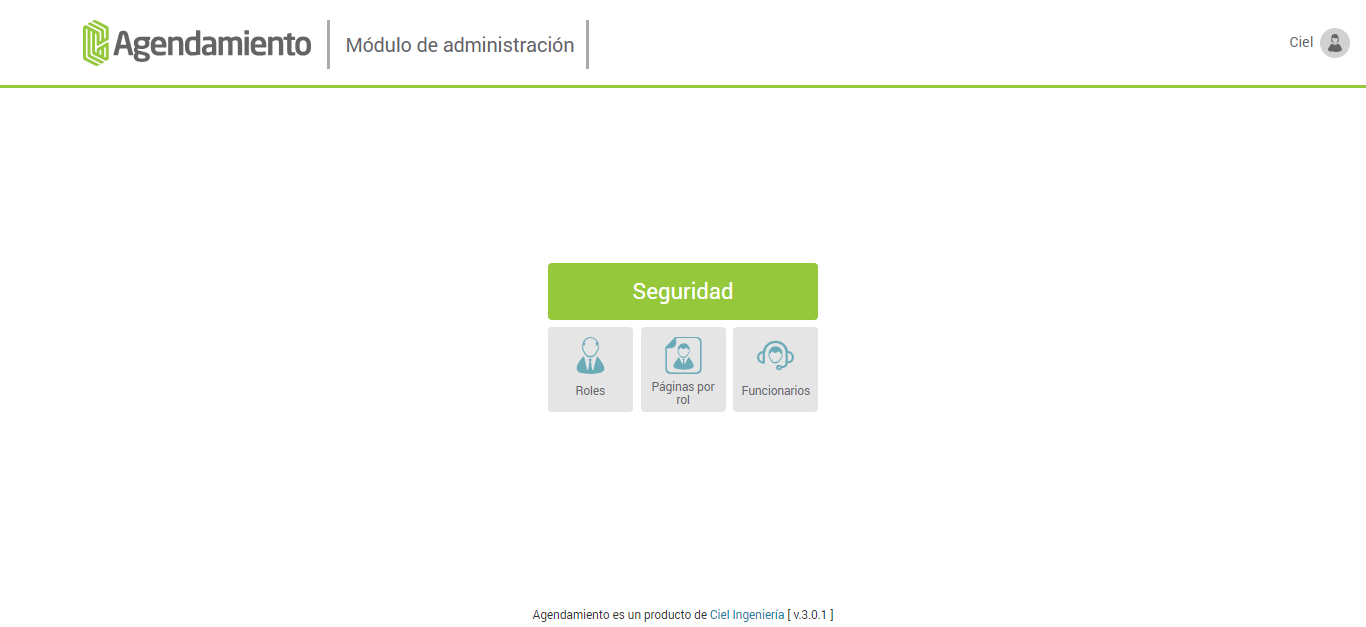 Agendamiento
Módulo de administración
Ciel
Seguridad
Roles
Páginas por
rol
Funcionarios
Agendamiento es un producto de Ciel Ingeniería [ v.3.0.1 ]